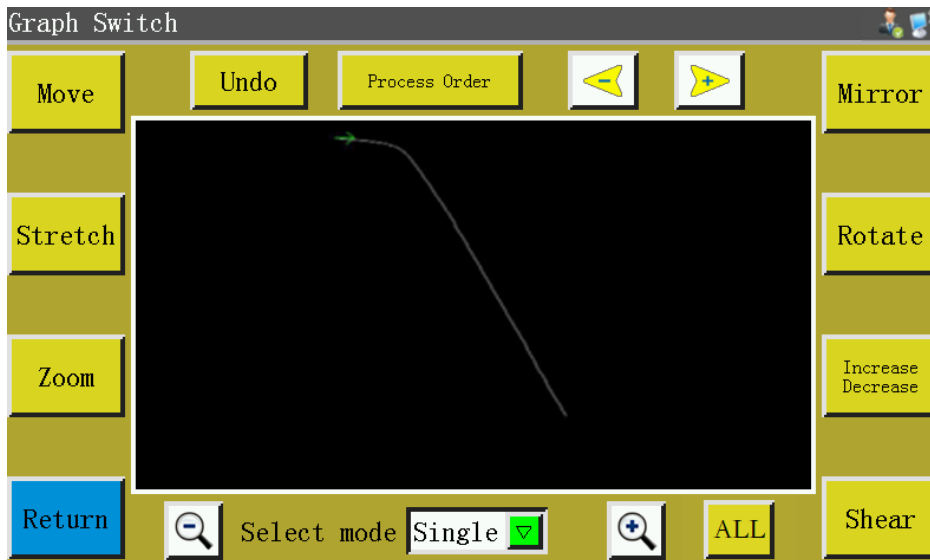 Graph Switch
Move
Undo
Process Order
-
+
Mirror
Stretch
Rotate
Zoom
Increase
Decrease
Return
Select mode
Single
ALL
Shear